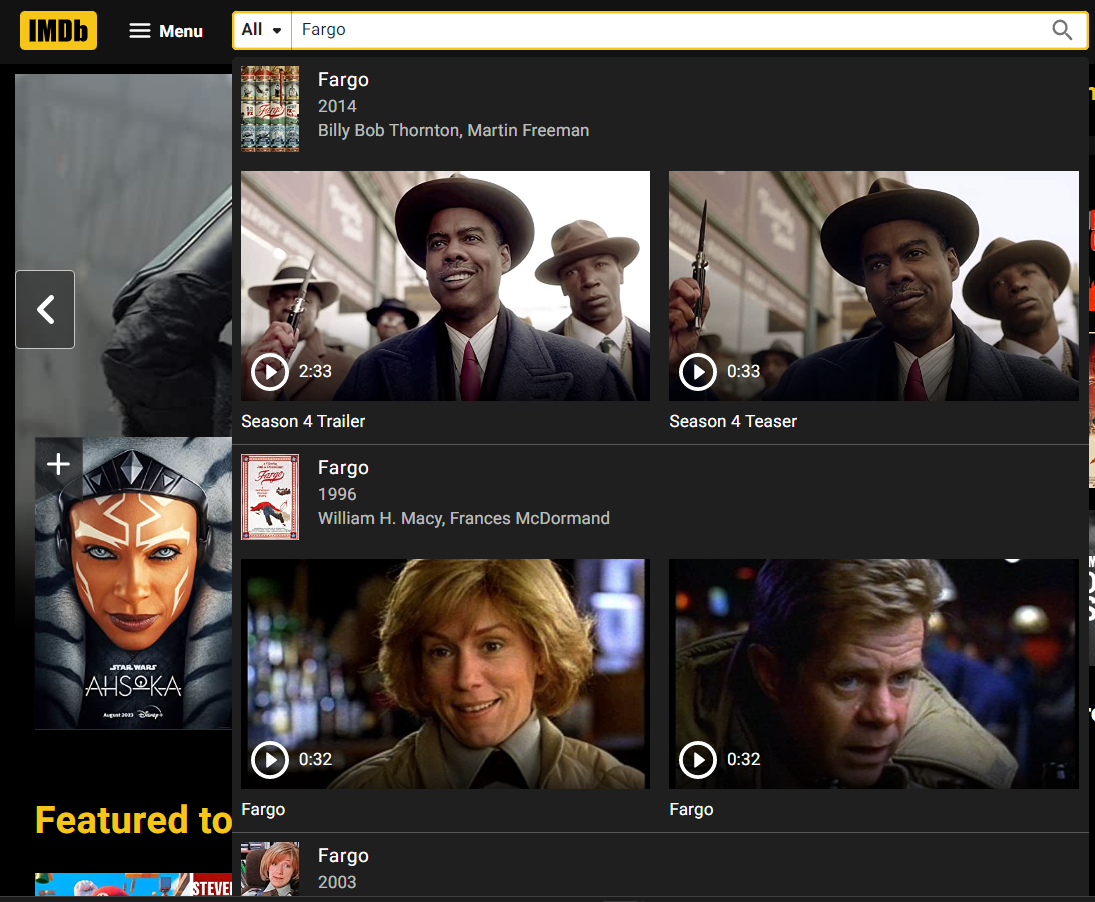 IMDb
Menu
All
Fargo
Fargo
2014
Billy Bob Thornton, Martin Freeman
2:33
0:33
Season 4 Trailer
Season 4 Teaser
Fargo
Fargo
1996
William H. Macy, Frances McDormand
0:32
0:32
Fargo
Fargo
STAR WARS
AHSOKA
August 2023 Disney+
Featured to
Fargo
2003
STEVE